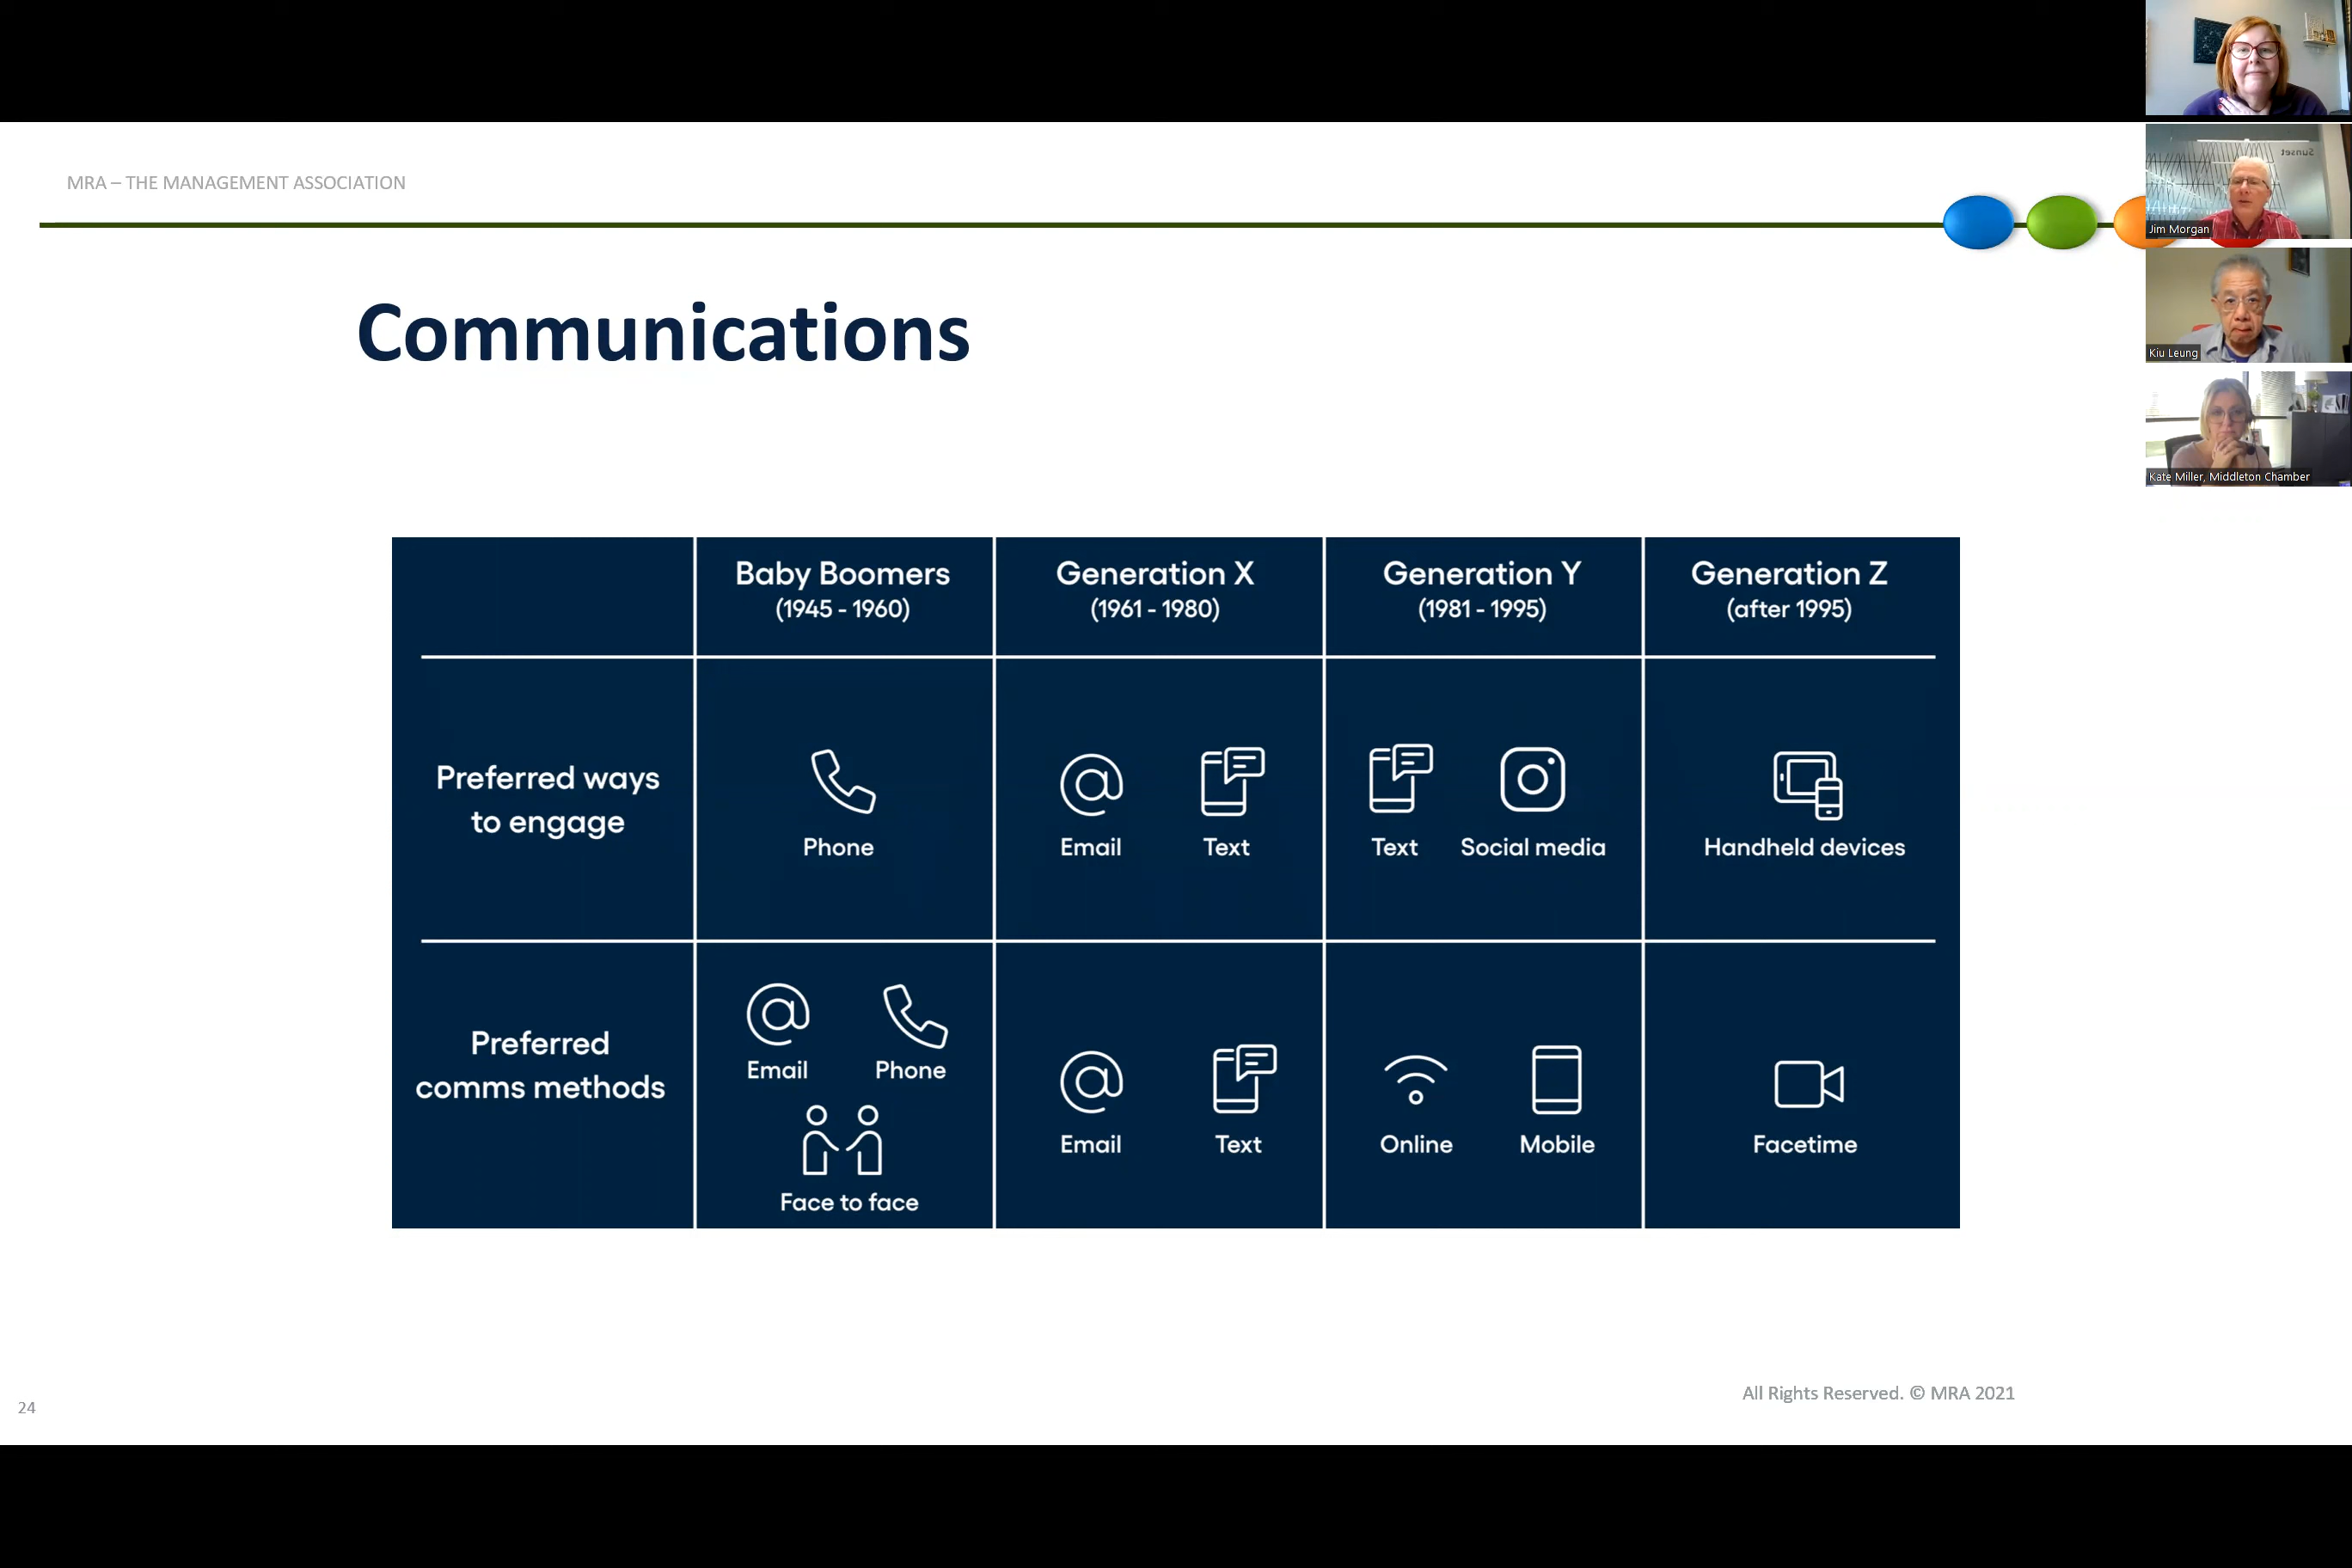 MRA – THE MANAGEMENT ASSOCIATION
Sunset
Jim Morgan
Kiu Leung
Kate Miller, Middleton Chamber
Communications
Baby Boomers
(1945 - 1960)
Generation X
(1961 - 1980)
Generation Y
(1981 - 1995)
Generation Z
(after 1995)
Preferred ways
to engage
Phone
Email
Text
Text
Social media
Handheld devices
Preferred
comms methods
Email
Phone
Face to face
Email
Text
Online
Mobile
Facetime
All Rights Reserved. © MRA 2021
24